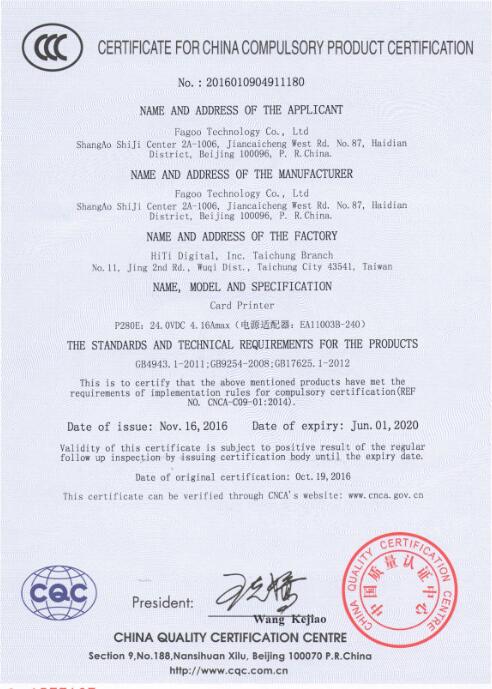 CCC
CERTIFICATE FOR CHINA COMPULSORY PRODUCT CERTIFICATION
No.: 2016010904911180
NAME AND ADDRESS OF THE APPLICANT
Fagoo Technology Co., Ltd
ShangAo ShiJi Center 2A-1006, Jiancaicheng West Rd. No.87, Haidian
District, Beijing 100096, P. R.China.
NAME AND ADDRESS OF THE MANUFACTURER
Fagoo Technology Co., Ltd
ShangAo ShiJi Center 2A-1006, Jiancaicheng West Rd. No.87, Haidian
District, Beijing 100096, P. R.China.
NAME AND ADDRESS OF THE FACTORY
HiTi Digital, Inc. Taichung Branch
No.11, Jing 2nd Rd., Wuqi Dist., Taichung City 43541, Taiwan
NAME, MODEL AND SPECIFICATION
Card Printer
P280E: 24.0VDC 4.16Amax（电源适配器：EA11003B-240）
THE STANDARDS AND TECHNICAL REQUIREMENTS FOR THE PRODUCTS
GB4943.1-2011;GB9254-2008;GB17625.1-2012
This is to certify that the above mentioned products have met the
requirements of implementation rules for compulsory certification(REF
NO. CNCA-C09-01:2014).
Date of issue: Nov.16,2016 Date of expiry: Jun.01,2020
Validity of this certificate is subject to positive result of the regular
follow up inspection by issuing certification body until the expiry date.
Date of original certification: Oct.19,2016
This certificate can be verified through CNCA's website: www.cnca.gov.cn
CQC
President:
Wang Kejiao
CHINA QUALITY CERTIFICATION CENTRE
中国质量认证中心
CHINA QUALITY CERTIFICATION CENTRE
Section 9,No.188,Nansihuan Xilu, Beijing 100070 P.R.China
http://www.cqc.com.cn